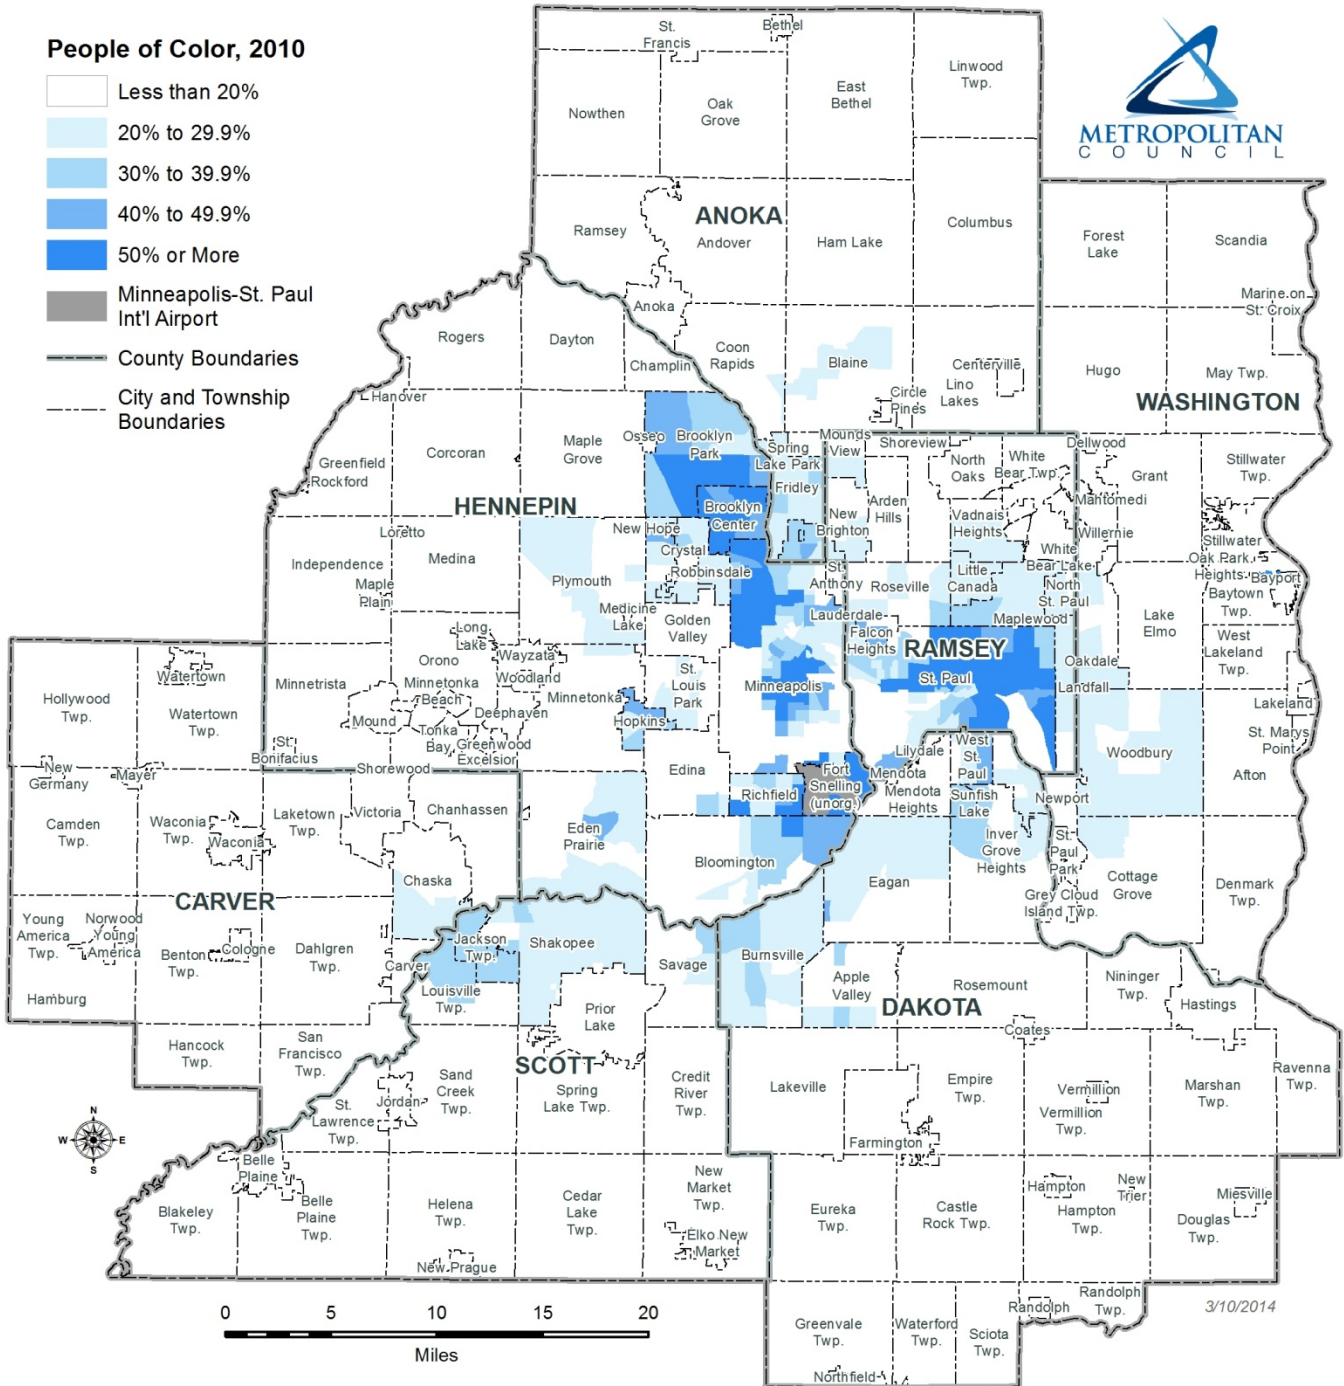 People of Color, 2010
Less than 20%
20% to 29.9%
30% to 39.9%
40% to 49.9%
50% or More
Minneapolis-St. Paul
Int'l Airport
County Boundaries
City and Township
Boundaries
METROPOLITAN
COUNCIL
St.
Francis
Bethel
Linwood
Twp.
Nowthen
Oak
Grove
East
Bethel
ANOKA
Ramsey
Andover
Ham Lake
Columbus
Forest
Lake
Scandia
Marine on
St. Croix
Anoka
Rogers
Dayton
Champlin
Coon
Rapids
Blaine
Centerville
Lino
Lakes
Circle
Pines
Hugo
May Twp.
WASHINGTON
Hanover
Corcoran
Maple
Grove
Osseo
Brooklyn
Park
Spring
Lake Park
Mounds
View
Shoreview
North
Oaks
White
Bear Twp.
Dellwood
Grant
Stillwater
Twp.
Greenfield
Rockford
HENNEPIN
Fridley
Brooklyn
Center
New
Brighton
Arden
Hills
Vadnais
Heights
Mahtomedi
Willernie
Loretto
Medina
Independence
Maple
Plain
New Hope
Crystal
Robbinsdale
Plymouth
Medicine
Lake
Golden
Valley
St.
Anthony
Roseville
Little
Canada
White
Bear Lake
North
St. Paul
Maplewood
Lauderdale
Falcon
Heights
RAMSEY
St. Paul
Stillwater
Oak Park
Heights
Bayport
Baytown
Twp.
Lake
Elmo
West
Lakeland
Twp.
Oakdale
Landfall
Lakeland
St. Marys
Point
Woodbury
Afton
Long
Lake
Orono
Wayzata
Woodland
Minnetonka
Beach
Minnetonka
Minnetrista
Mound
Deephaven
Tonka
Bay
Greenwood
Excelsior
St.
Bonifacius
Shorewood
St.
Louis
Park
Hopkins
Minneapolis
Edina
Richfield
Fort
Snelling
(unorg.)
Lilydale
Mendota
Mendota
Heights
West
St.
Paul
Sunfish
Lake
Newport
Inver
Grove
Heights
St.
Paul
Park
Grey Cloud
Island Twp.
Cottage
Grove
Denmark
Twp.
Hollywood
Twp.
Watertown
Watertown
Twp.
New
Germany
Mayer
Camden
Twp.
Waconia
Twp.
Waconia
Laketown
Twp.
Victoria
Chanhassen
Chaska
CARVER
Eden
Prairie
Bloomington
Eagan
Young
America
Twp.
Norwood
Young
America
Hamburg
Benton
Twp.
Cologne
Dahlgren
Twp.
Carver
Jackson
Twp.
Louisville
Twp.
Shakopee
Savage
Prior
Lake
Burnsville
Apple
Valley
DAKOTA
Rosemount
Coates
Nininger
Twp.
Hastings
Hancock
Twp.
San
Francisco
Twp.
SCOTT
Sand
Creek
Twp.
Spring
Lake Twp.
Credit
River
Twp.
Lakeville
Farmington
Empire
Twp.
Vermillion
Vermillion
Twp.
Marshan
Twp.
Ravenna
Twp.
St.
Lawrence
Twp.
Jordan
N
W
E
S
Belle
Plaine
Blakeley
Twp.
Belle
Plaine
Twp.
Helena
Twp.
Cedar
Lake
Twp.
New
Market
Twp.
Elko New
Market
New Prague
Eureka
Twp.
Castle
Rock Twp.
Hampton
Hampton
Twp.
New
Trier
Miesville
Douglas
Twp.
Greenvale
Twp.
Waterford
Twp.
Sciota
Twp.
Randolph
Randolph
Twp.
Northfield
0 5 10 15 20
Miles
3/10/2014